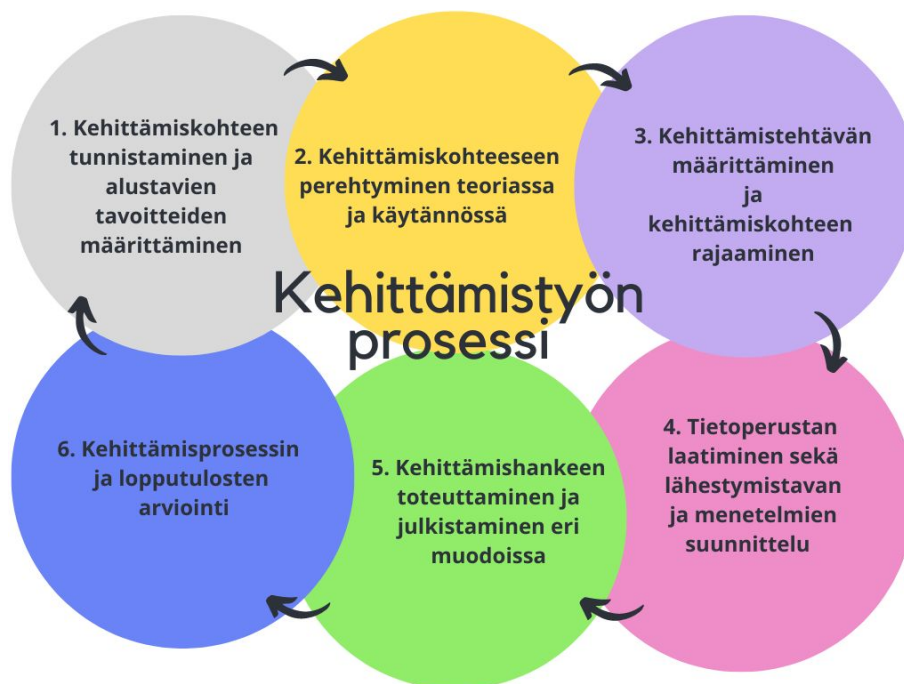 1. Kehittämiskohteen
tunnistaminen ja
alustavien
tavoitteiden
määrittäminen
2. Kehittämiskohteeseen
perehtyminen teoriassa
ja käytännössä
3. Kehittämistehtävän
määrittäminen
ja
kehittämiskohteen
rajaaminen
Kehittämistyön
prosessi
4. Tietoperustan
laatiminen sekä
lähestymistavan
ja menetelmien
suunnittelu
5. Kehittämishankeen
toteuttaminen ja
julkistaminen eri
muodoissa
6. Kehittämisprosessin
ja lopputulosten
arviointi